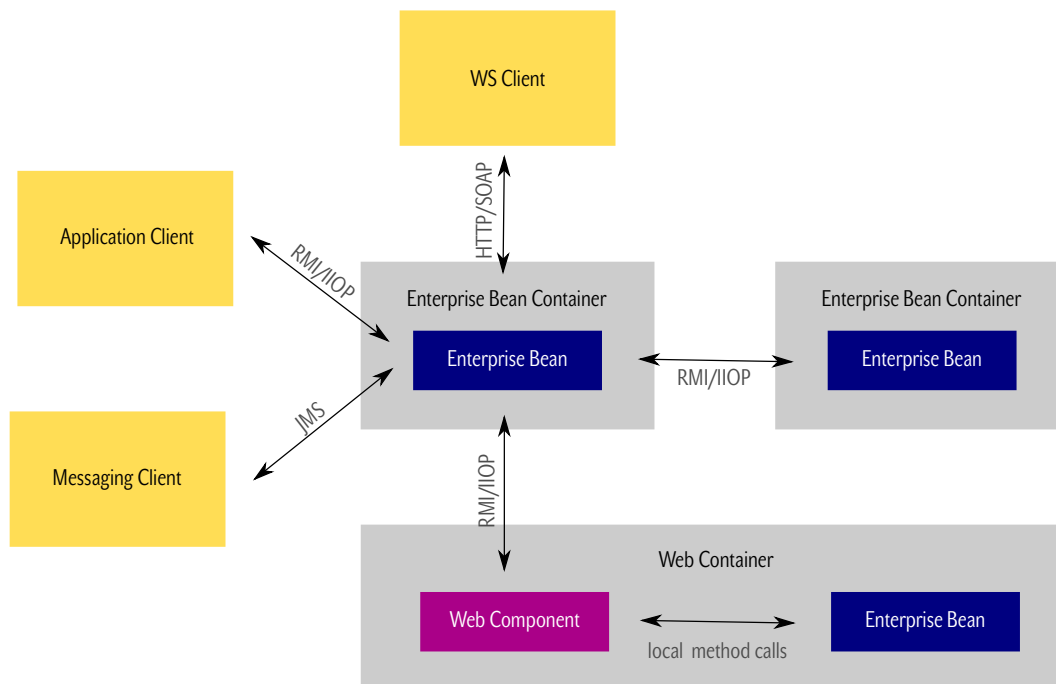 WS Client
HTTP/SOAP
Application Client
RMI/IIOP
Enterprise Bean Container
Enterprise Bean
RMI/IIOP
Enterprise Bean Container
Enterprise Bean
JMS
Messaging Client
RMI/IIOP
Web Container
Web Component
local method calls
Enterprise Bean